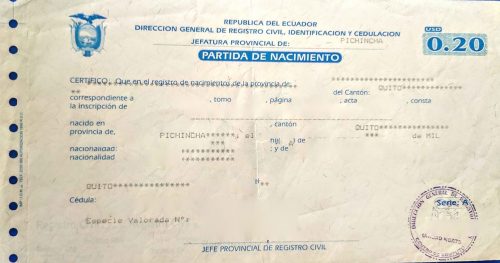 REPUBLICA DEL ECUADOR
DIRECCION GENERAL DE REGISTRO CIVIL, IDENTIFICACION Y CEDULACION
JEFATURA PROVINCIAL DE: PICHINCHA
USD
0.20
PARTIDA DE NACIMIENTO
CERTIFICO: Que en el registro de nacimientos de la provincia de:
** del Cantón: QUITO
correspondiente a , tomo , página , acta , consta
la inscripción de
nacido en , cantón QUITO
provincia de, PICHINCHA******, el *** de MIL
nacionalidad: ; y de
nacionalidad
QUITO
Cédula: Serie: A
Especie Valorada N°:
JEFE PROVINCIAL DE REGISTRO CIVIL